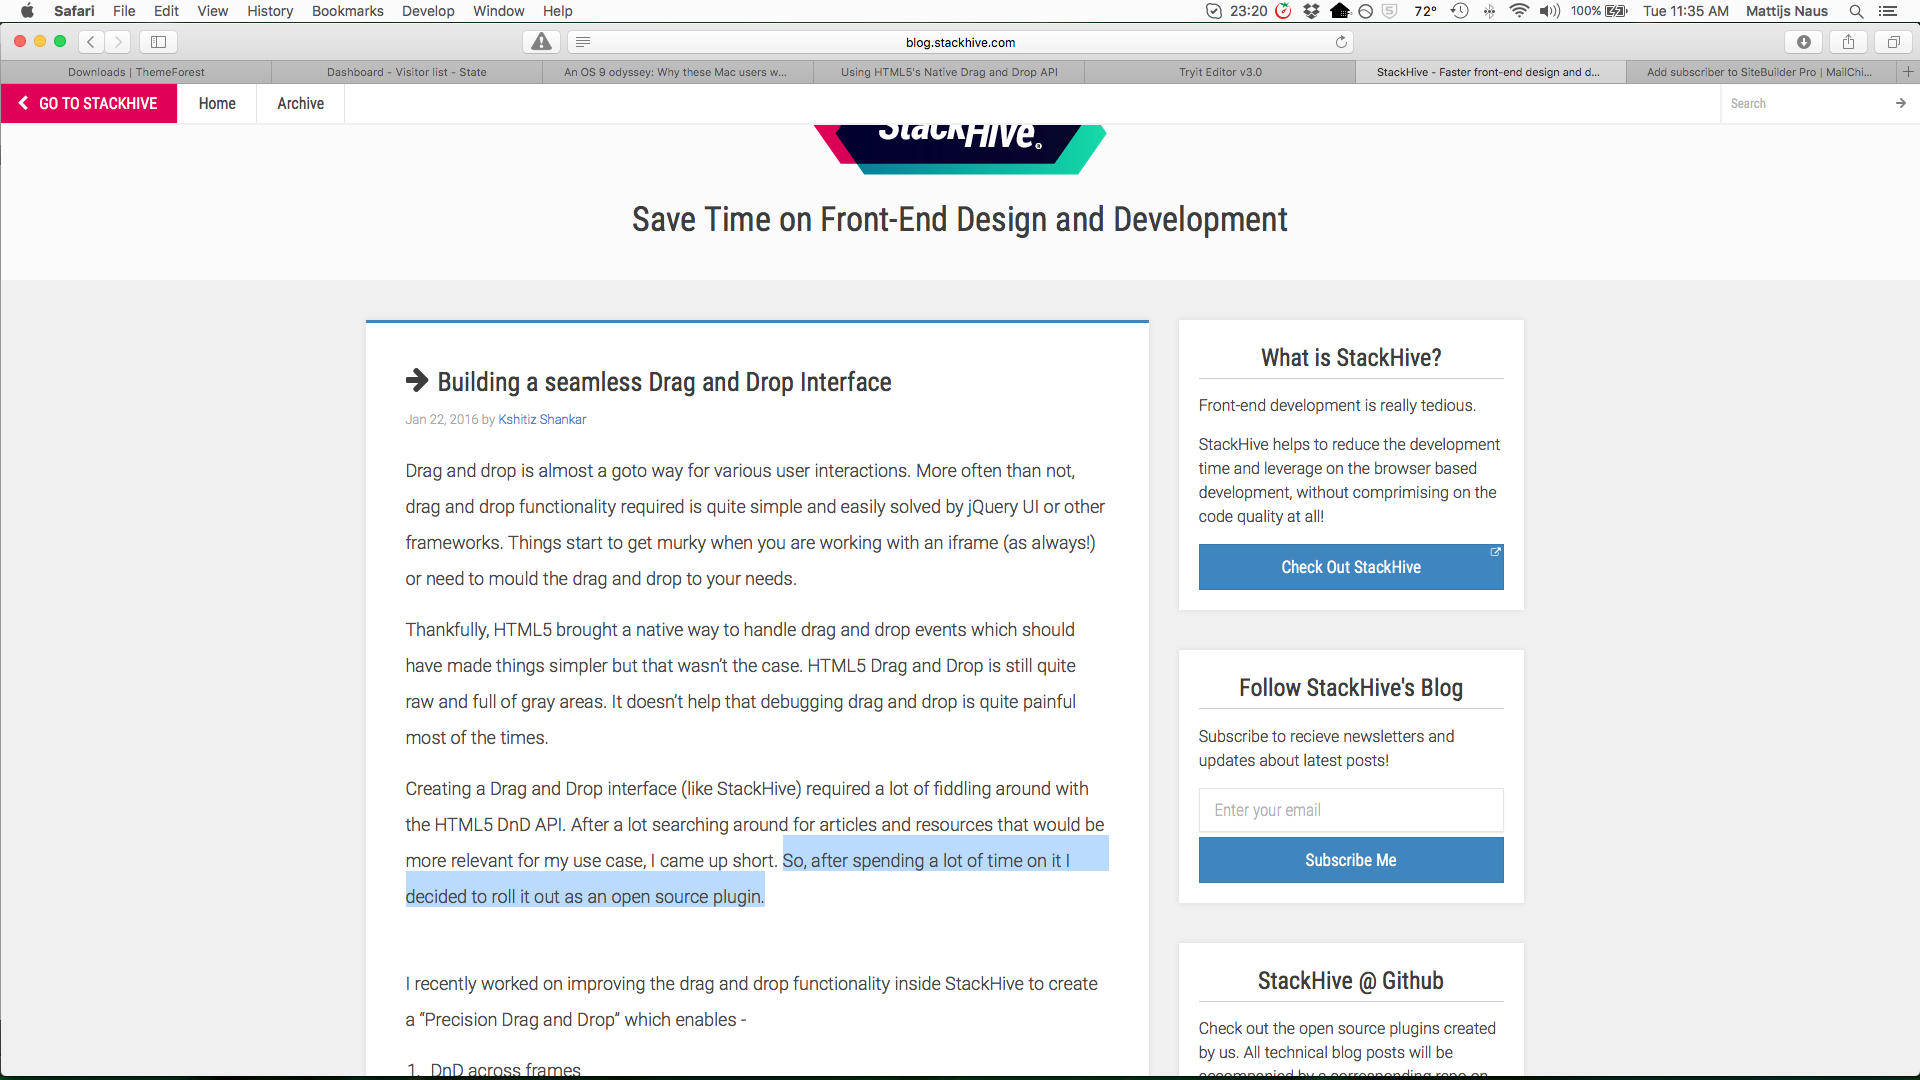 Safari File Edit View History Bookmarks Develop Window Help 23:20 72° 100% Tue 11:35 AM Mattijs Naus
blog.stackhive.com
Downloads | ThemeForest
Dashboard - Visitor list - State
An OS 9 odyssey: Why these Mac users w...
Using HTML5's Native Drag and Drop API
Tryit Editor v3.0
StackHive - Faster front-end design and d...
Add subscriber to SiteBuilder Pro | MailChi...
GO TO STACKHIVE Home Archive Search
StackHive
Save Time on Front-End Design and Development
Building a seamless Drag and Drop Interface
Jan 22, 2016 by Kshitiz Shankar
Drag and drop is almost a goto way for various user interactions. More often than not,
drag and drop functionality required is quite simple and easily solved by jQuery UI or other
frameworks. Things start to get murky when you are working with an iframe (as always!)
or need to mould the drag and drop to your needs.
Thankfully, HTML5 brought a native way to handle drag and drop events which should
have made things simpler but that wasn’t the case. HTML5 Drag and Drop is still quite
raw and full of gray areas. It doesn’t help that debugging drag and drop is quite painful
most of the times.
Creating a Drag and Drop interface (like StackHive) required a lot of fiddling around with
the HTML5 DnD API. After a lot searching around for articles and resources that would be
more relevant for my use case, I came up short. So, after spending a lot of time on it I
decided to roll it out as an open source plugin.
I recently worked on improving the drag and drop functionality inside StackHive to create
a “Precision Drag and Drop” which enables -
1. DnD across frames
What is StackHive?
Front-end development is really tedious.
StackHive helps to reduce the development
time and leverage on the browser based
development, without comprimising on the
code quality at all!
Check Out StackHive
Follow StackHive's Blog
Subscribe to recieve newsletters and
updates about latest posts!
Enter your email
Subscribe Me
StackHive @ Github
Check out the open source plugins created
by us. All technical blog posts will be
accompanied by a corresponding repo on